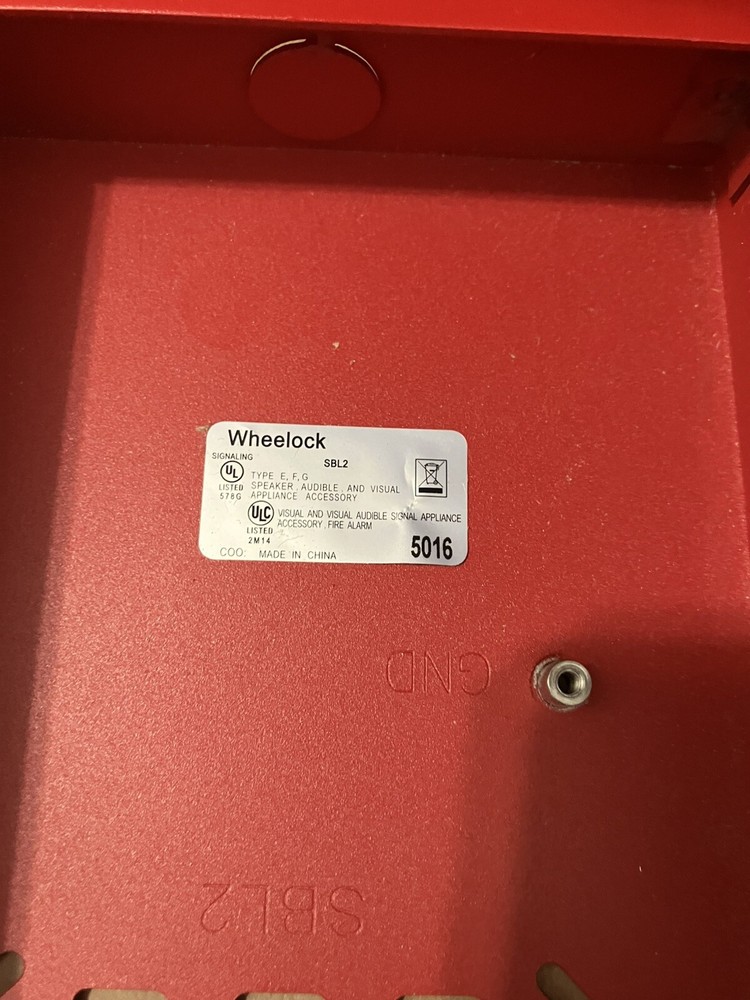 Wheelock
SIGNALING
SBL2
UL
LISTED
578G
TYPE E, F, G
SPEAKER, AUDIBLE, AND VISUAL
APPLIANCE ACCESSORY
ULC
LISTED
2M14
VISUAL AND VISUAL AUDIBLE SIGNAL APPLIANCE
ACCESSORY, FIRE ALARM
COO: MADE IN CHINA
5016
GND
SBL2